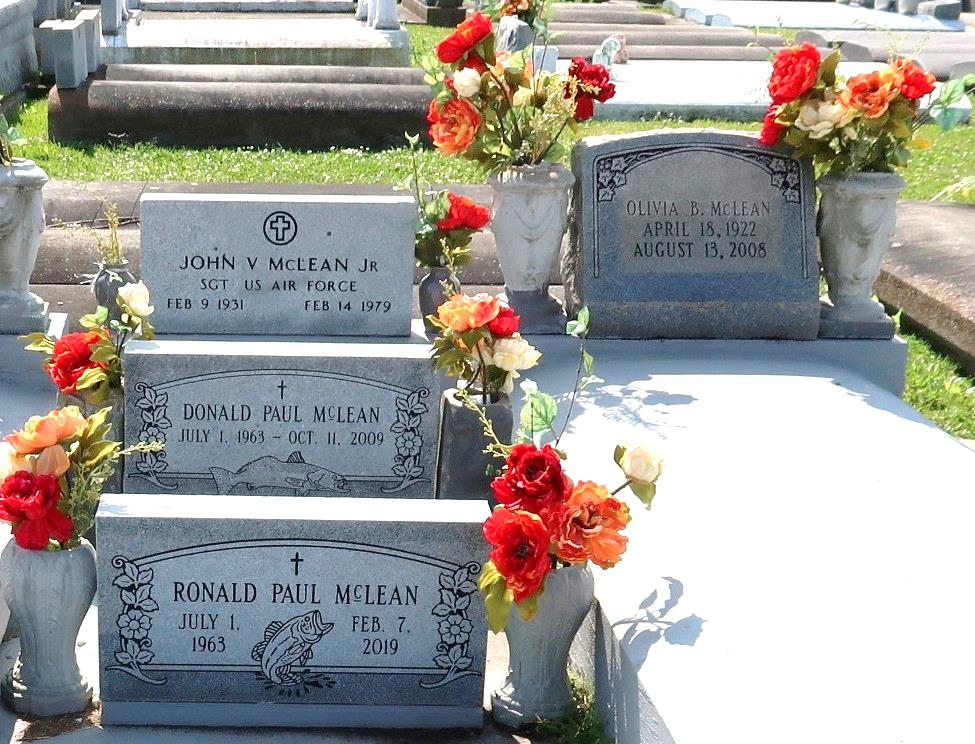 OLIVIA B. McLEAN
APRIL 18, 1922
AUGUST 13, 2008
JOHN V McLEAN JR
SGT US AIR FORCE
FEB 9 1931 FEB 14 1979
DONALD PAUL McLEAN
JULY 1, 1963 – OCT. 11, 2009
RONALD PAUL McLEAN
JULY 1, FEB. 7,
1963 2019